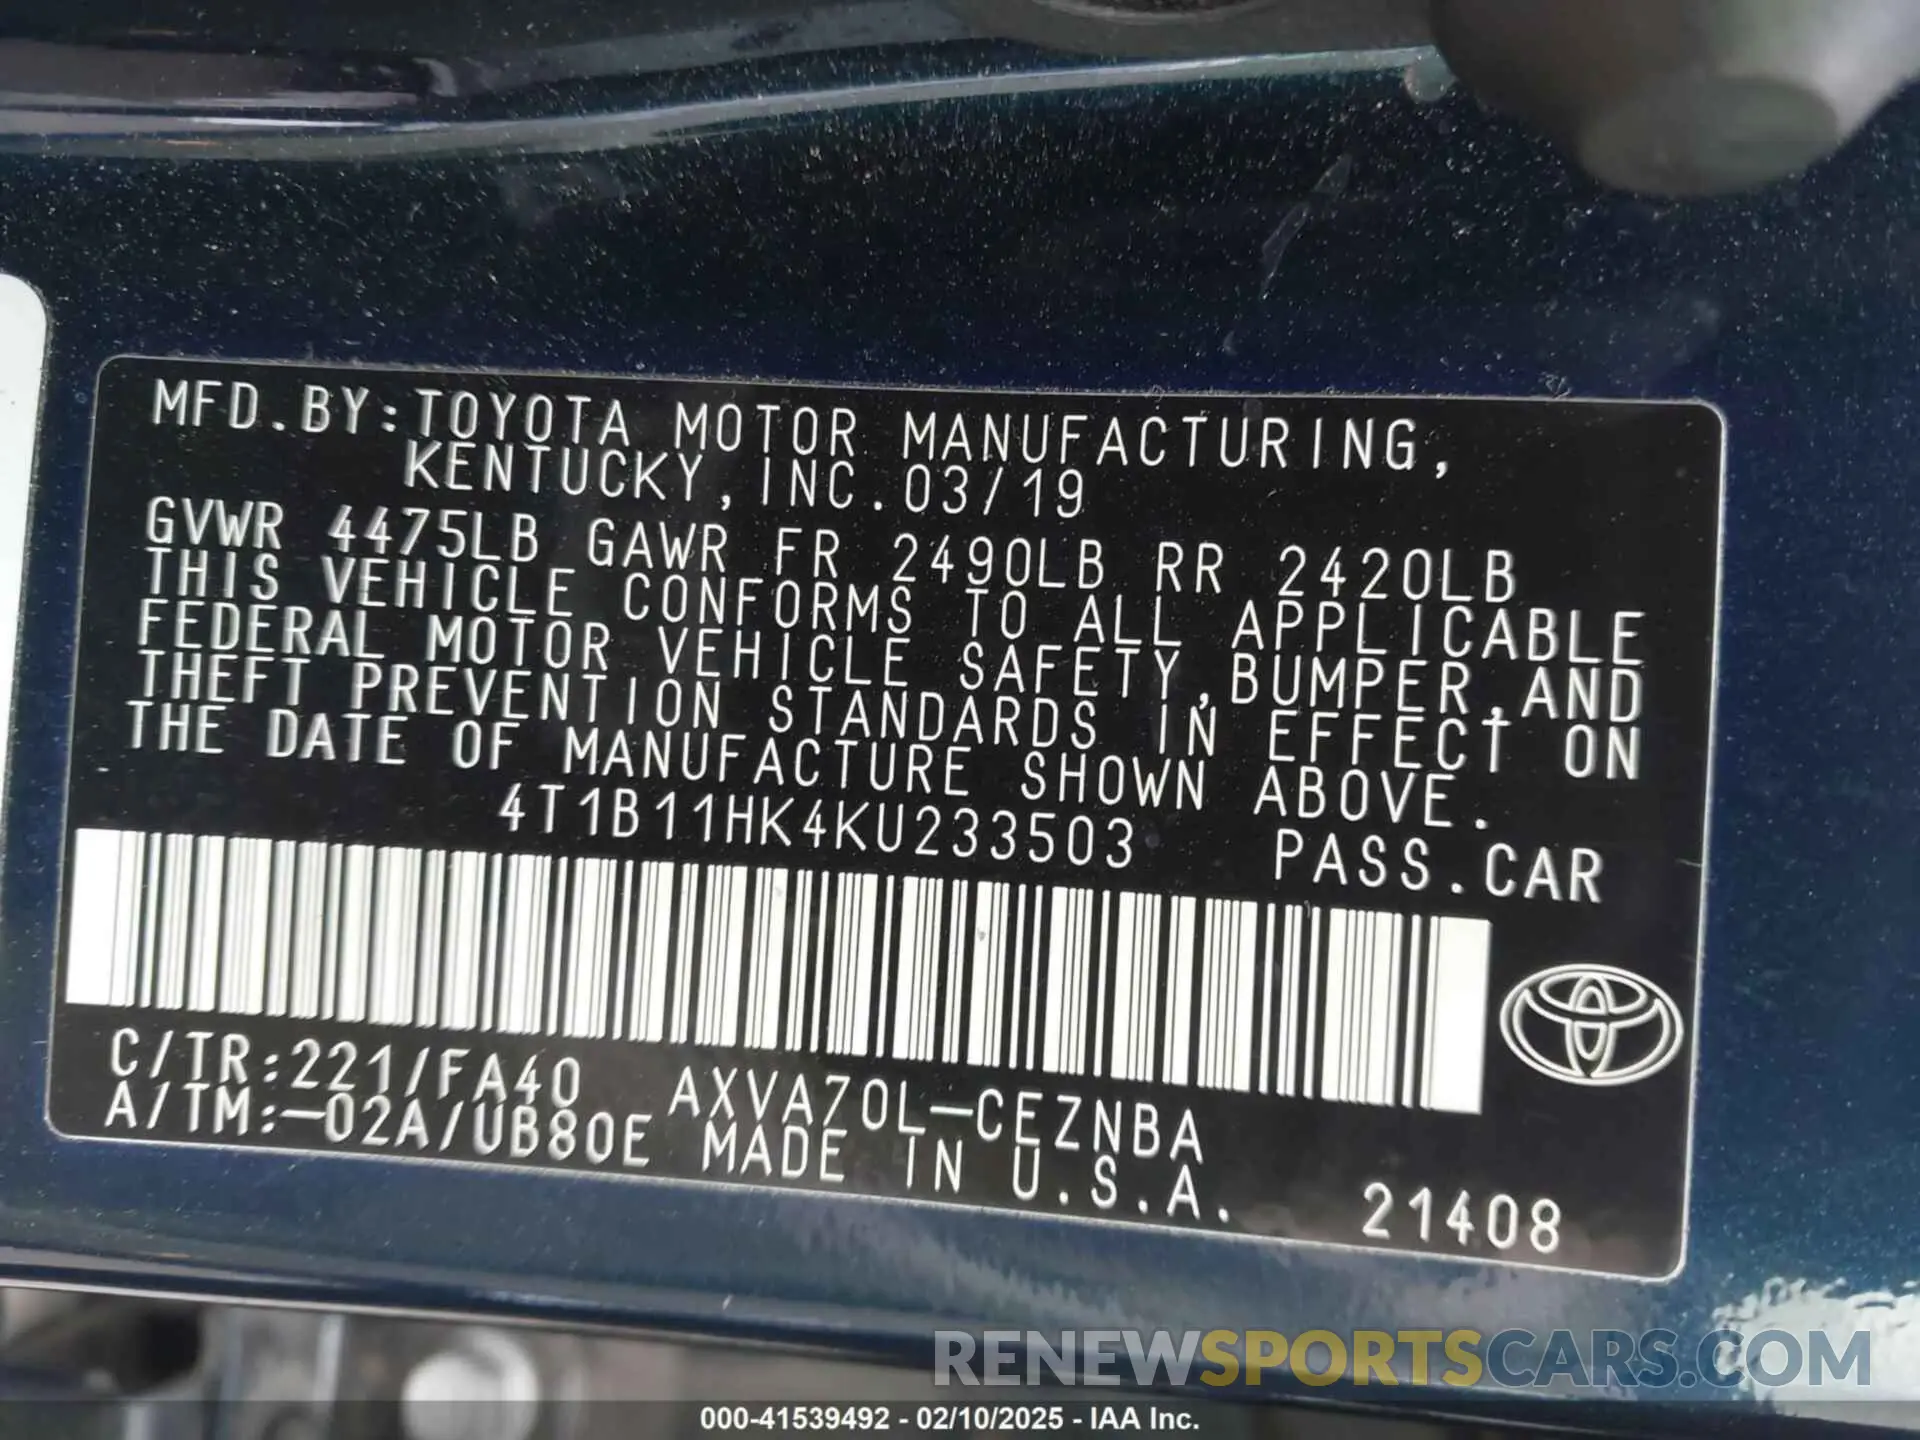 MFD.BY:TOYOTA MOTOR MANUFACTURING,
KENTUCKY,INC.03/19
GVWR 4475LB GAWR FR 2490LB RR 2420LB
THIS VEHICLE CONFORMS TO ALL APPLICABLE
FEDERAL MOTOR VEHICLE SAFETY,BUMPER,AND
THEFT PREVENTION STANDARDS IN EFFECT ON
THE DATE OF MANUFACTURE SHOWN ABOVE.
4T1B11HK4KU233503 PASS.CAR
C/TR:221/FA40 AXVA70L-CEZNBA
A/TM:-02A/UB80E MADE IN U.S.A. 21408
RENEWSPORTSCARS.COM
000-41539492 - 02/10/2025 - IAA Inc.